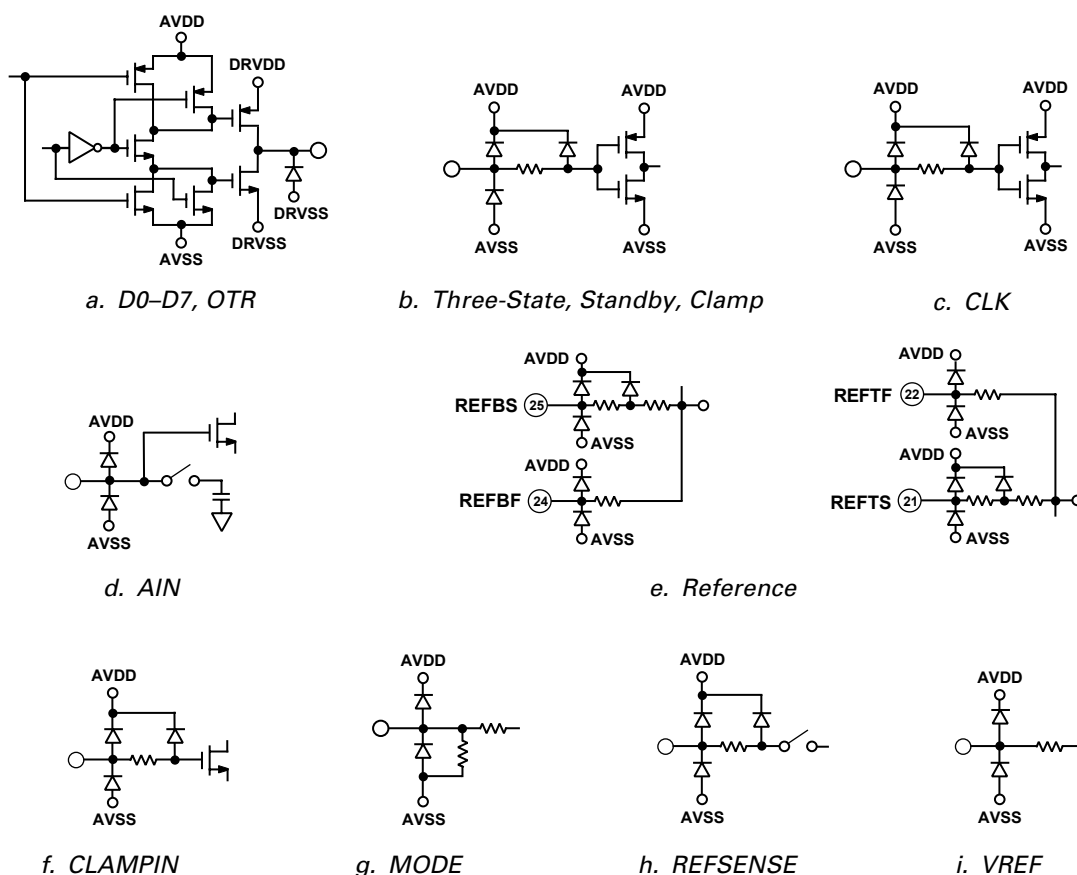 AVDD
DRVDD
DRVSS
DRVSS
AVSS
a. D0–D7, OTR
AVDD
AVDD
AVSS
AVSS
b. Three-State, Standby, Clamp
AVDD
AVDD
AVSS
AVSS
c. CLK
AVDD
AVSS
d. AIN
AVDD
REFBS 25
AVSS
AVDD
REFBF 24
AVSS
AVDD
REFTF 22
AVSS
AVDD
REFTS 21
AVSS
e. Reference
AVDD
AVSS
f. CLAMPIN
AVDD
AVSS
g. MODE
AVDD
AVSS
h. REFSENSE
AVDD
AVSS
i. VREF